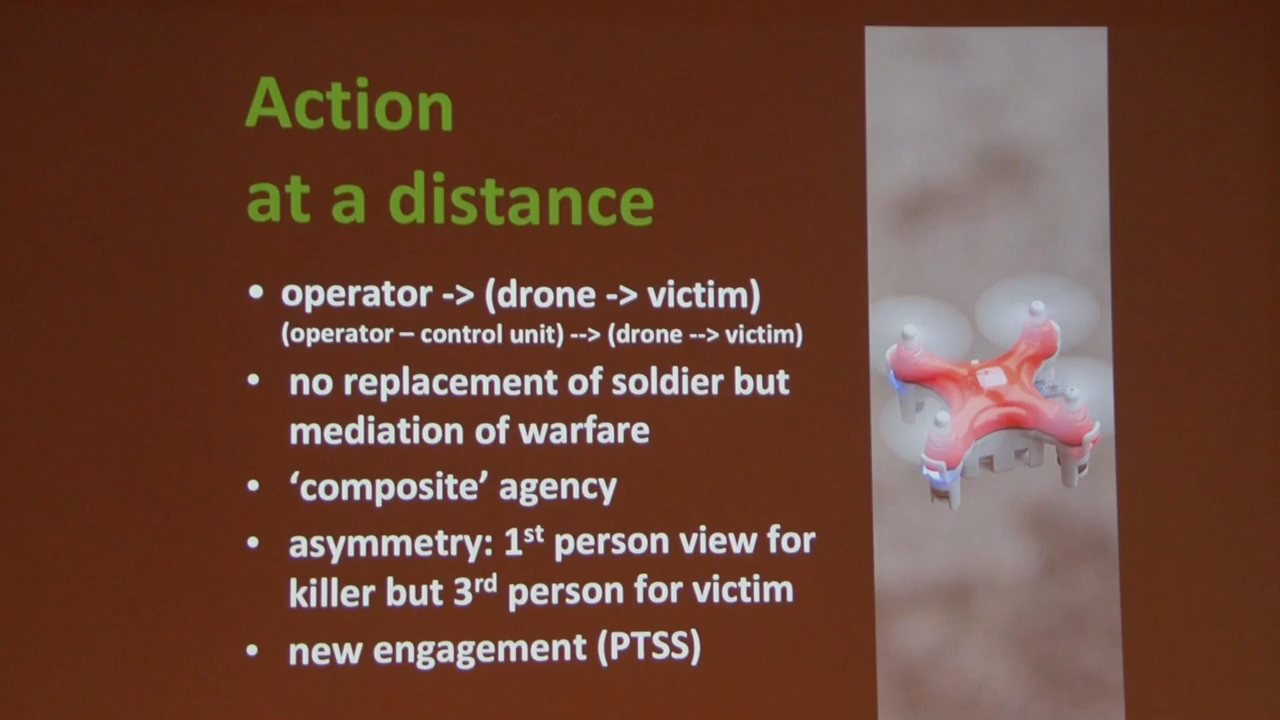 Action
at a distance
• operator -> (drone -> victim)
(operator – control unit) --> (drone --> victim)
• no replacement of soldier but
mediation of warfare
• ‘composite’ agency
• asymmetry: 1st person view for
killer but 3rd person for victim
• new engagement (PTSS)